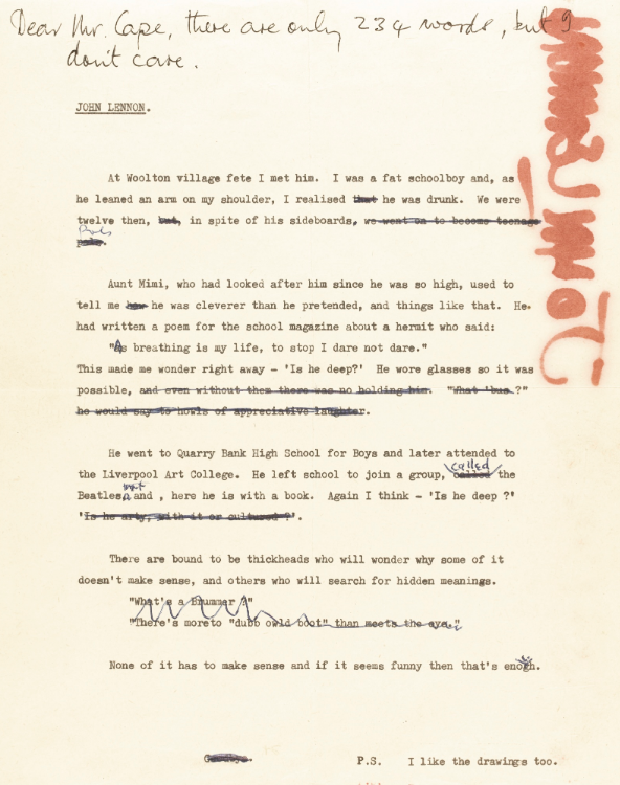 Dear Mr. Cape, there are only 234 words, but I
don't care.
JOHN LENNON.
John Lennon
At Woolton village fete I met him. I was a fat schoolboy and, as
he leaned an arm on my shoulder, I realised that he was drunk. We were
twelve then, but, in spite of his sideboards, we went on to become teenage
Pals
pals.
Aunt Mimi, who had looked after him since he was so high, used to
tell me how he was cleverer than he pretended, and things like that. He
had written a poem for the school magazine about a hermit who said:
"As breathing is my life, to stop I dare not dare."
This made me wonder right away - 'Is he deep?' He wore glasses so it was
possible, and even without them there was no holding him. "What 'bus ?"
he would say to howls of appreciative laughter.
He went to Quarry Bank High School for Boys and later attended to
called
the Liverpool Art College. He left school to join a group, called the
Beatles, and , here he is with a book. Again I think - "Is he deep ?"
'Is he arty, with it or cultured ?'.
There are bound to be thickheads who will wonder why some of it
doesn't make sense, and others who will search for hidden meanings.
"What's a Brummer ?"
"There's more to "dubb owld boot" than meets the eye."
None of it has to make sense and if it seems funny then that's enough.
P.S. I like the drawings too.